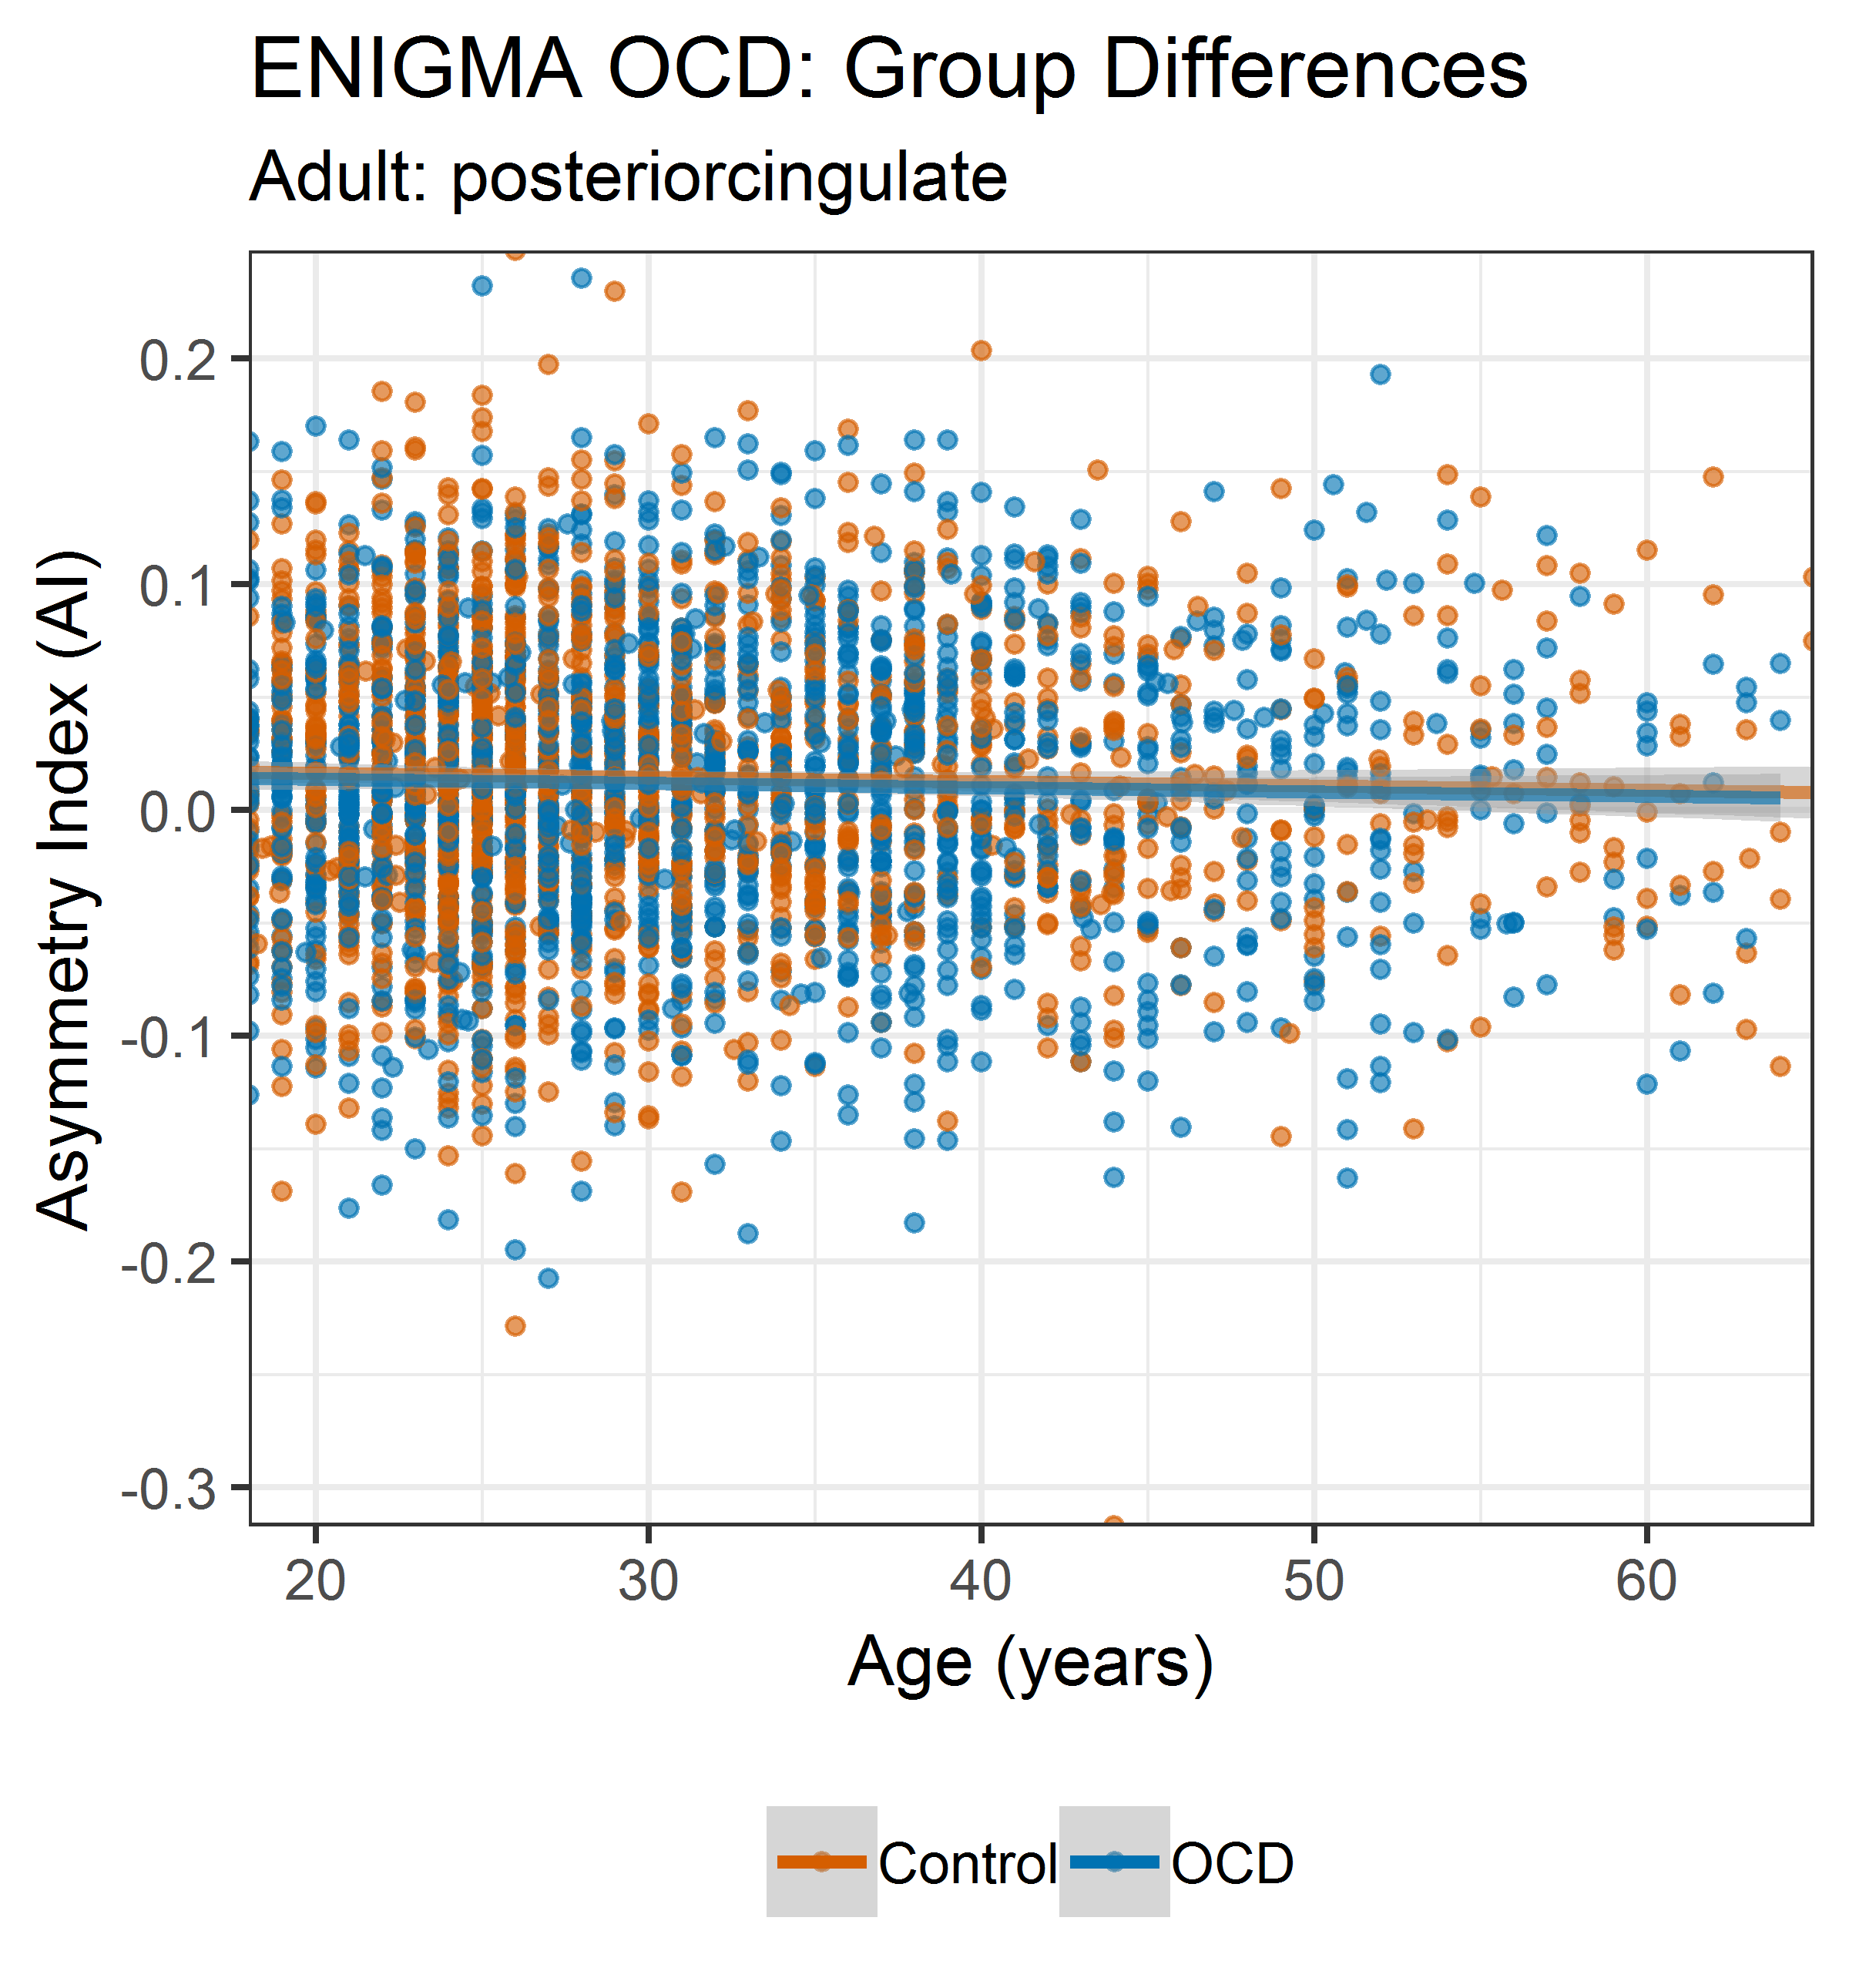 ENIGMA OCD: Group Differences
Adult: posteriorcingulate
Asymmetry Index (AI)
0.2
0.1
0.0
-0.1
-0.2
-0.3
20 30 40 50 60
Age (years)
Control OCD